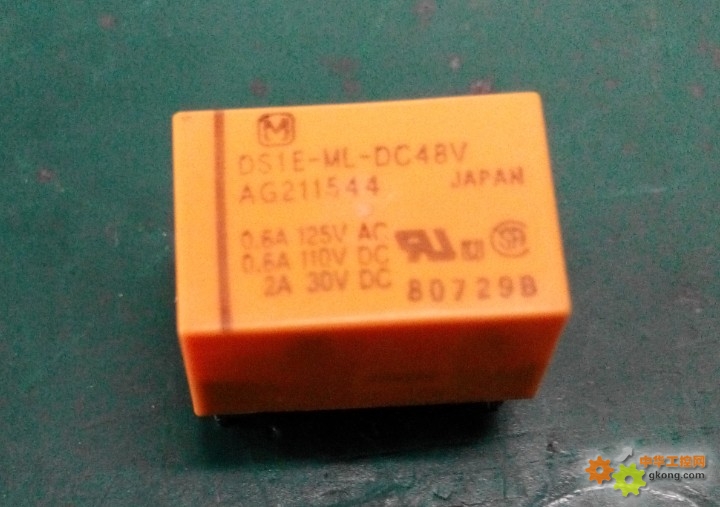 M
DS1E-ML-DC48V
AG211544 JAPAN
0.6A 125V AC
0.6A 110V DC
2A 30V DC
80729B
中华工控网
gkong.com